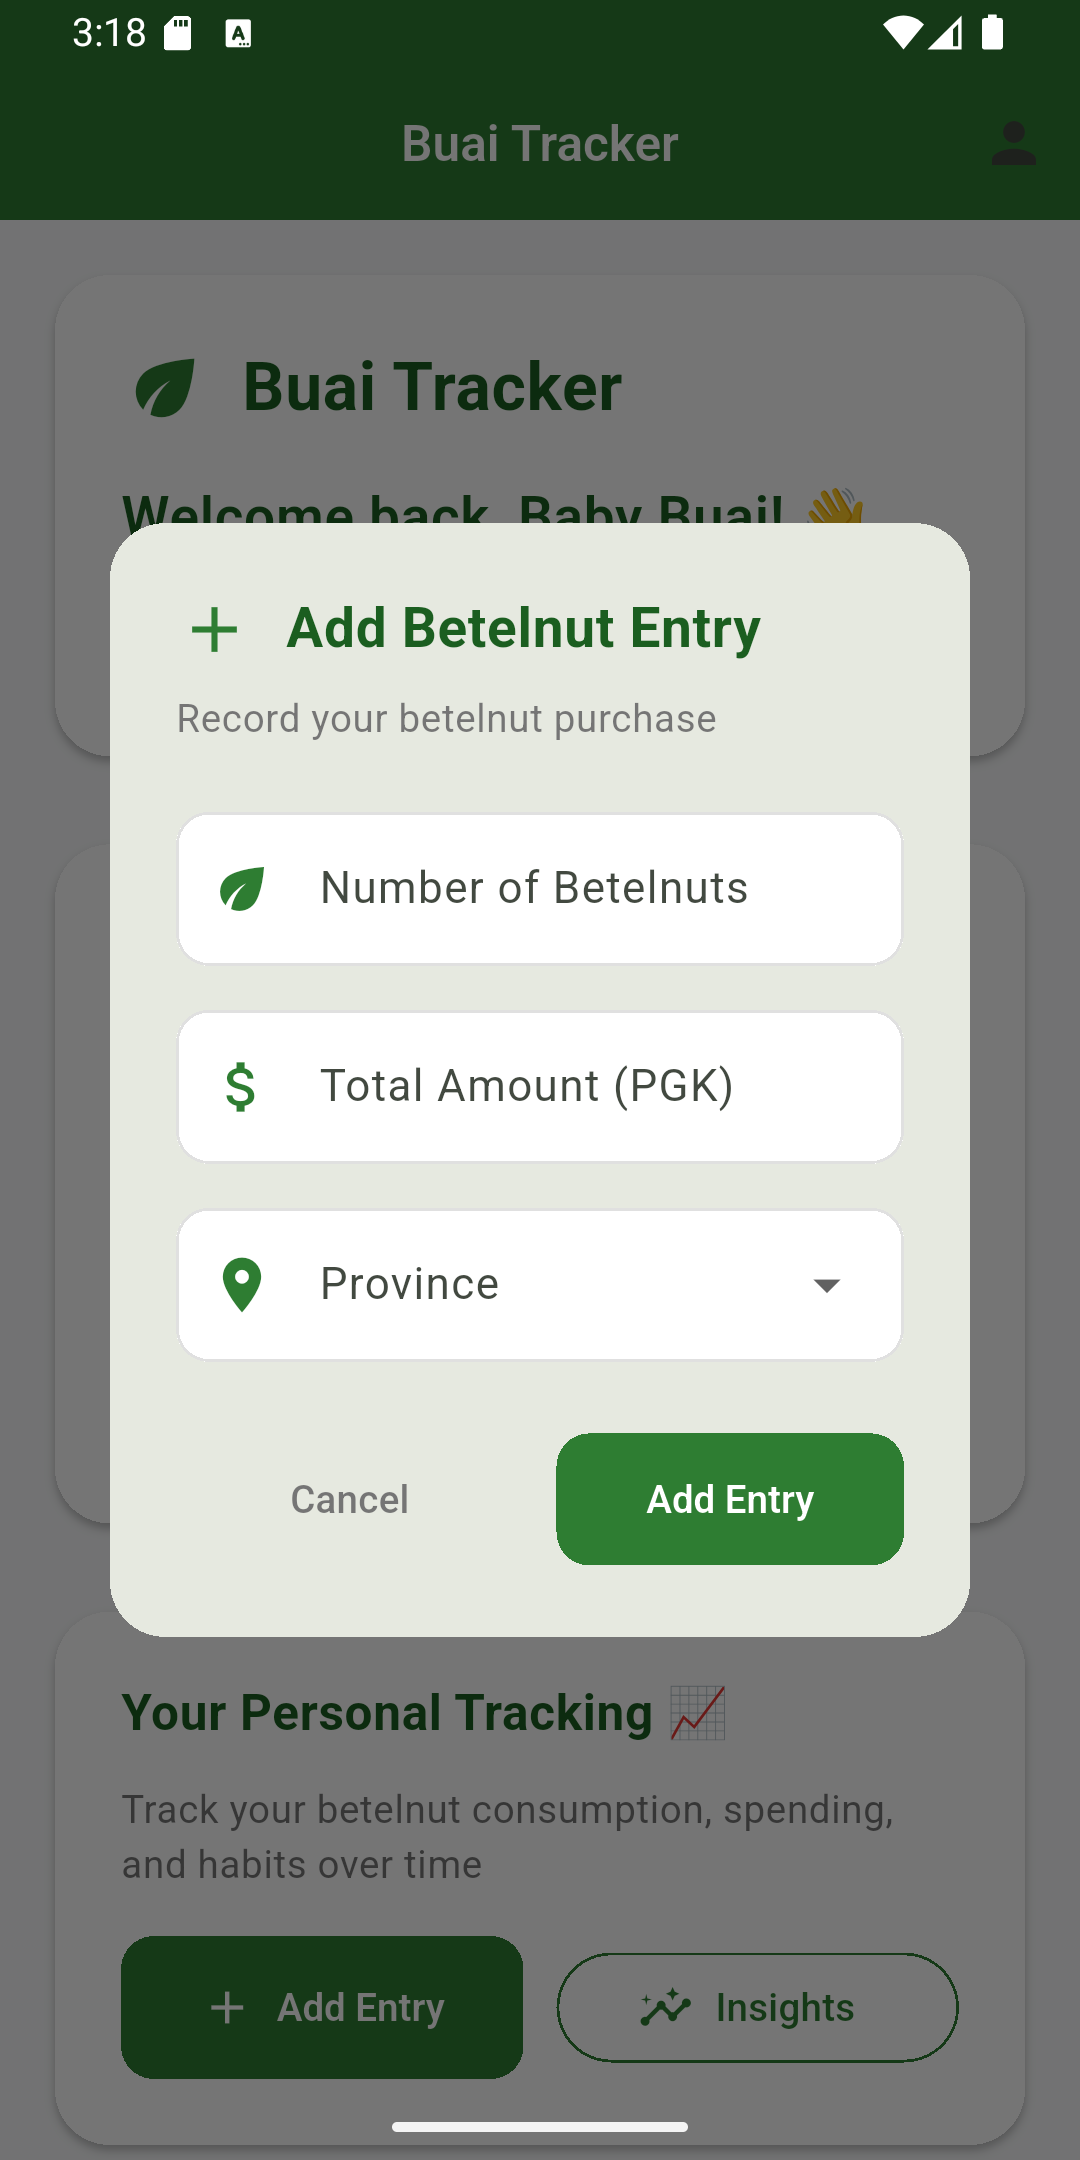 3:18
Buai Tracker
Buai Tracker
Welcome back, Baby Buai! 👋
Add Betelnut Entry
Record your betelnut purchase
Number of Betelnuts
$ Total Amount (PGK)
Province
Cancel
Add Entry
Your Personal Tracking 📈
Track your betelnut consumption, spending,
and habits over time
+ Add Entry
Insights